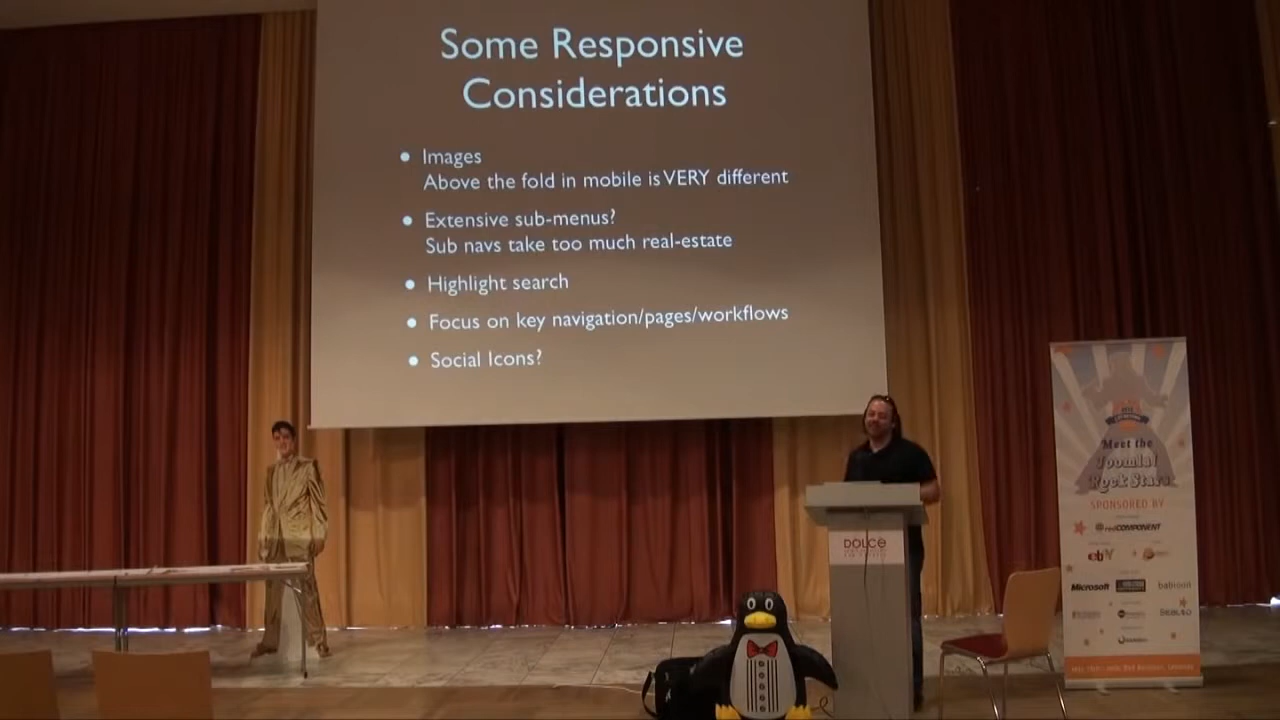 Some Responsive
Considerations
• Images
Above the fold in mobile is VERY different
• Extensive sub-menus?
Sub navs take too much real-estate
• Highlight search
• Focus on key navigation/pages/workflows
• Social Icons?
DOLCE
Meet the
Joomla!
Rock Stars
SPONSORED BY
redCOMPONENT
ebay
Microsoft